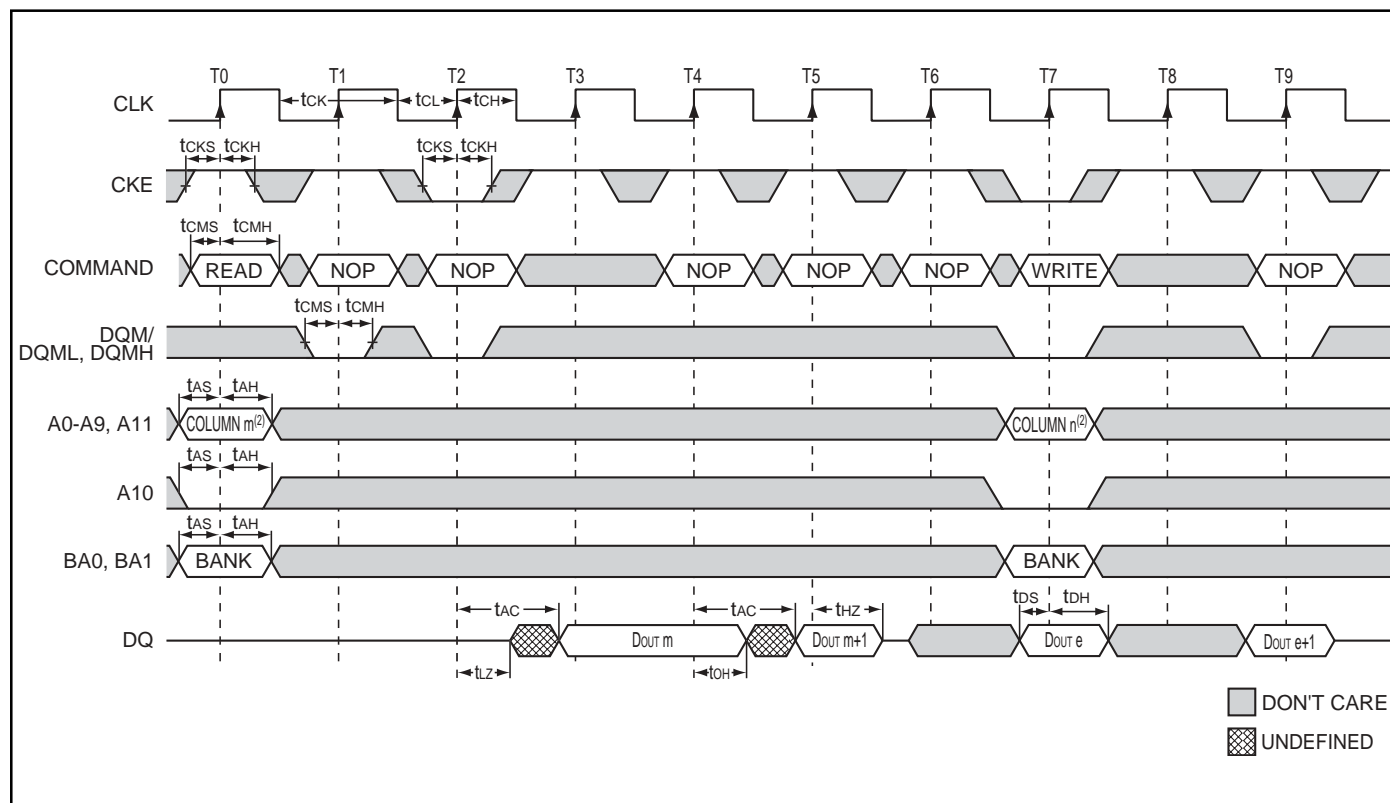 T0 T1 T2 T3 T4 T5 T6 T7 T8 T9
CLK tCK tCL tCH
tCKS tCKH tCKS tCKH
CKE
tCMS tCMH
COMMAND READ NOP NOP NOP NOP NOP WRITE NOP
tCMS tCMH
DQM/
DQML, DQMH
tAS tAH
A0-A9, A11 COLUMN m(2) COLUMN n(2)
tAS tAH
A10
tAS tAH
BA0, BA1 BANK BANK
tAC tAC tHZ tDS tDH
DQ DOUT m DOUT m+1 DOUT e DOUT e+1
tLZ tOH
DON'T CARE
UNDEFINED